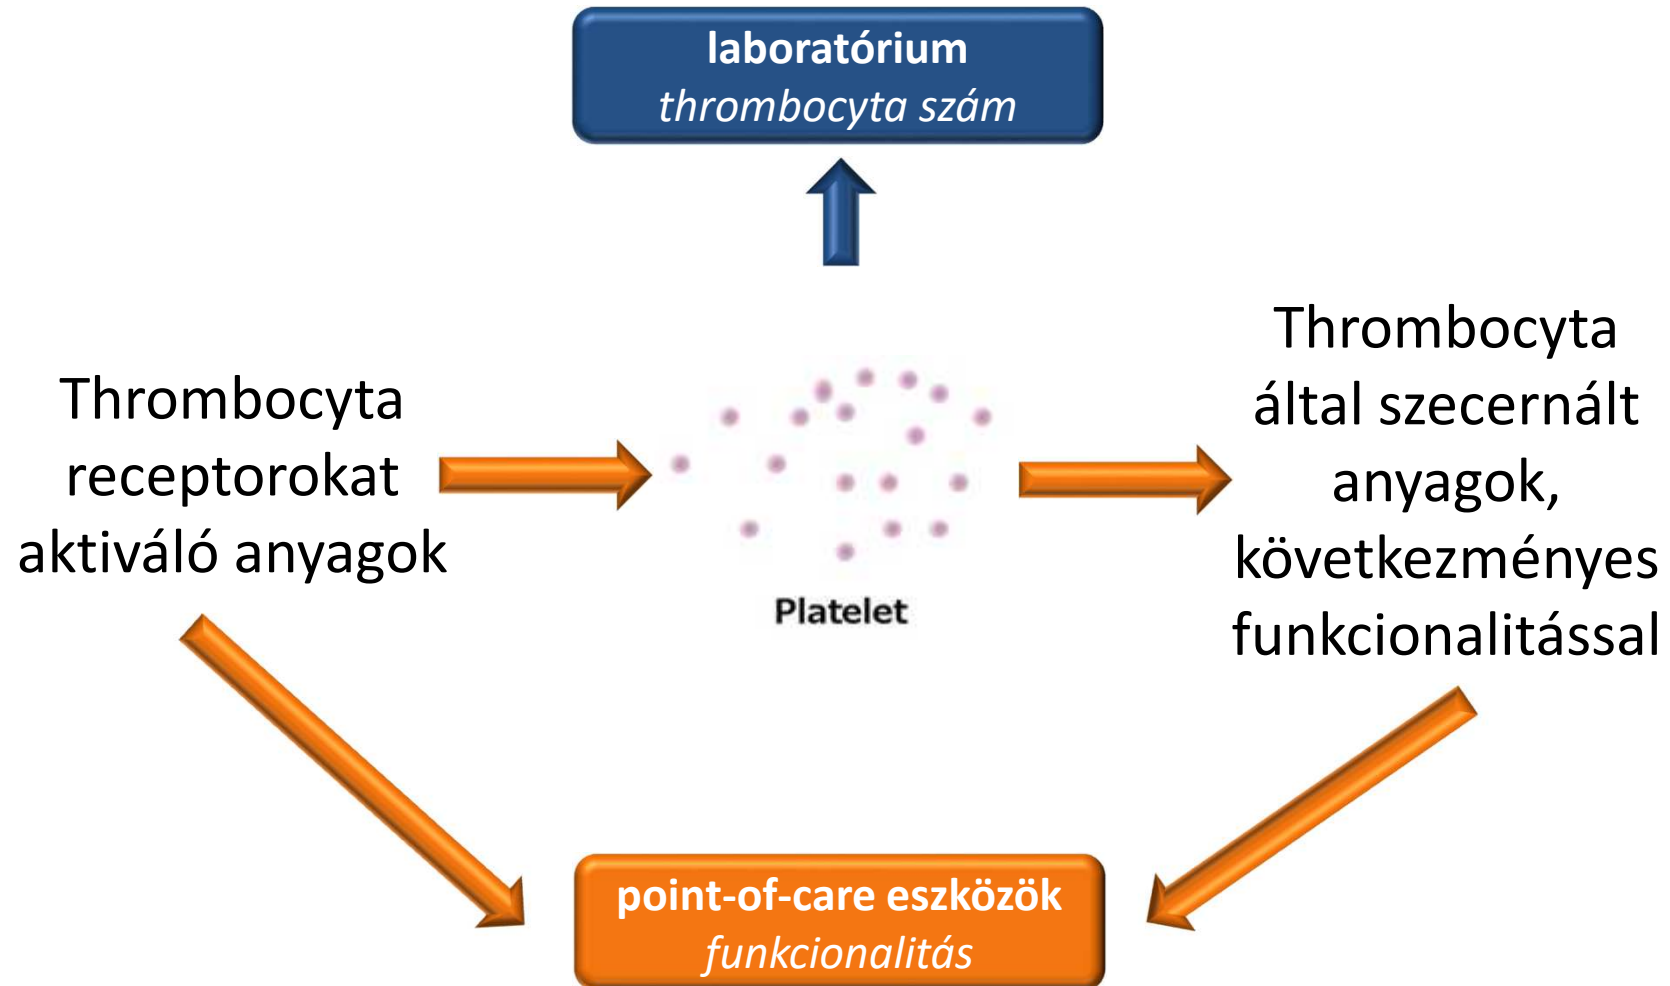 laboratórium
thrombocyta szám
Thrombocyta
receptorokat
aktiváló anyagok
Platelet
Thrombocyta
által szecernált
anyagok,
következményes
funkcionalitással
point-of-care eszközök
funkcionalitás